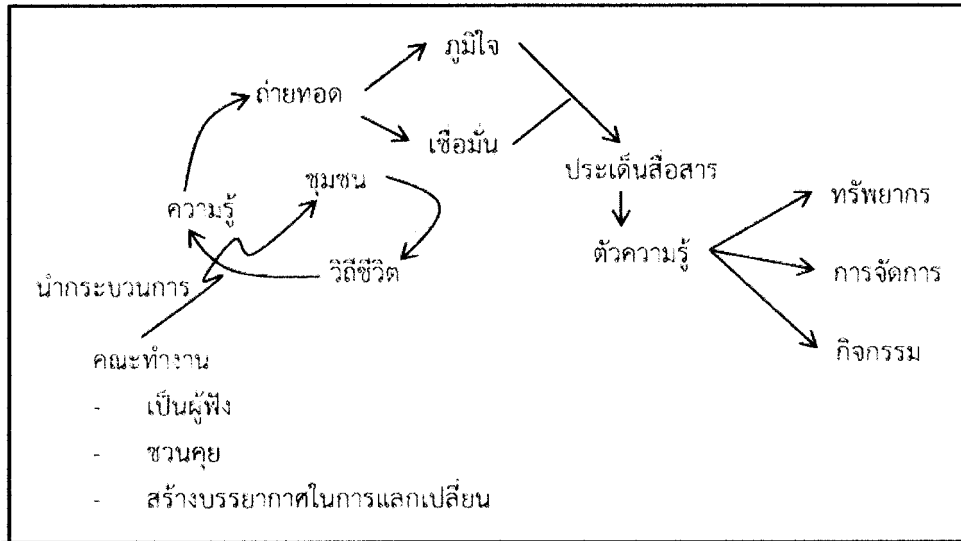 ภูมิใจ
ถ่ายทอด
เชื่อมั่น
ประเด็นสื่อสาร
ชุมชน
ทรัพยากร
ความรู้
ตัวความรู้
วิถีชีวิต
การจัดการ
นำกระบวนการ
กิจกรรม
คณะทำงาน
- เป็นผู้ฟัง
- ชวนคุย
- สร้างบรรยากาศในการแลกเปลี่ยน